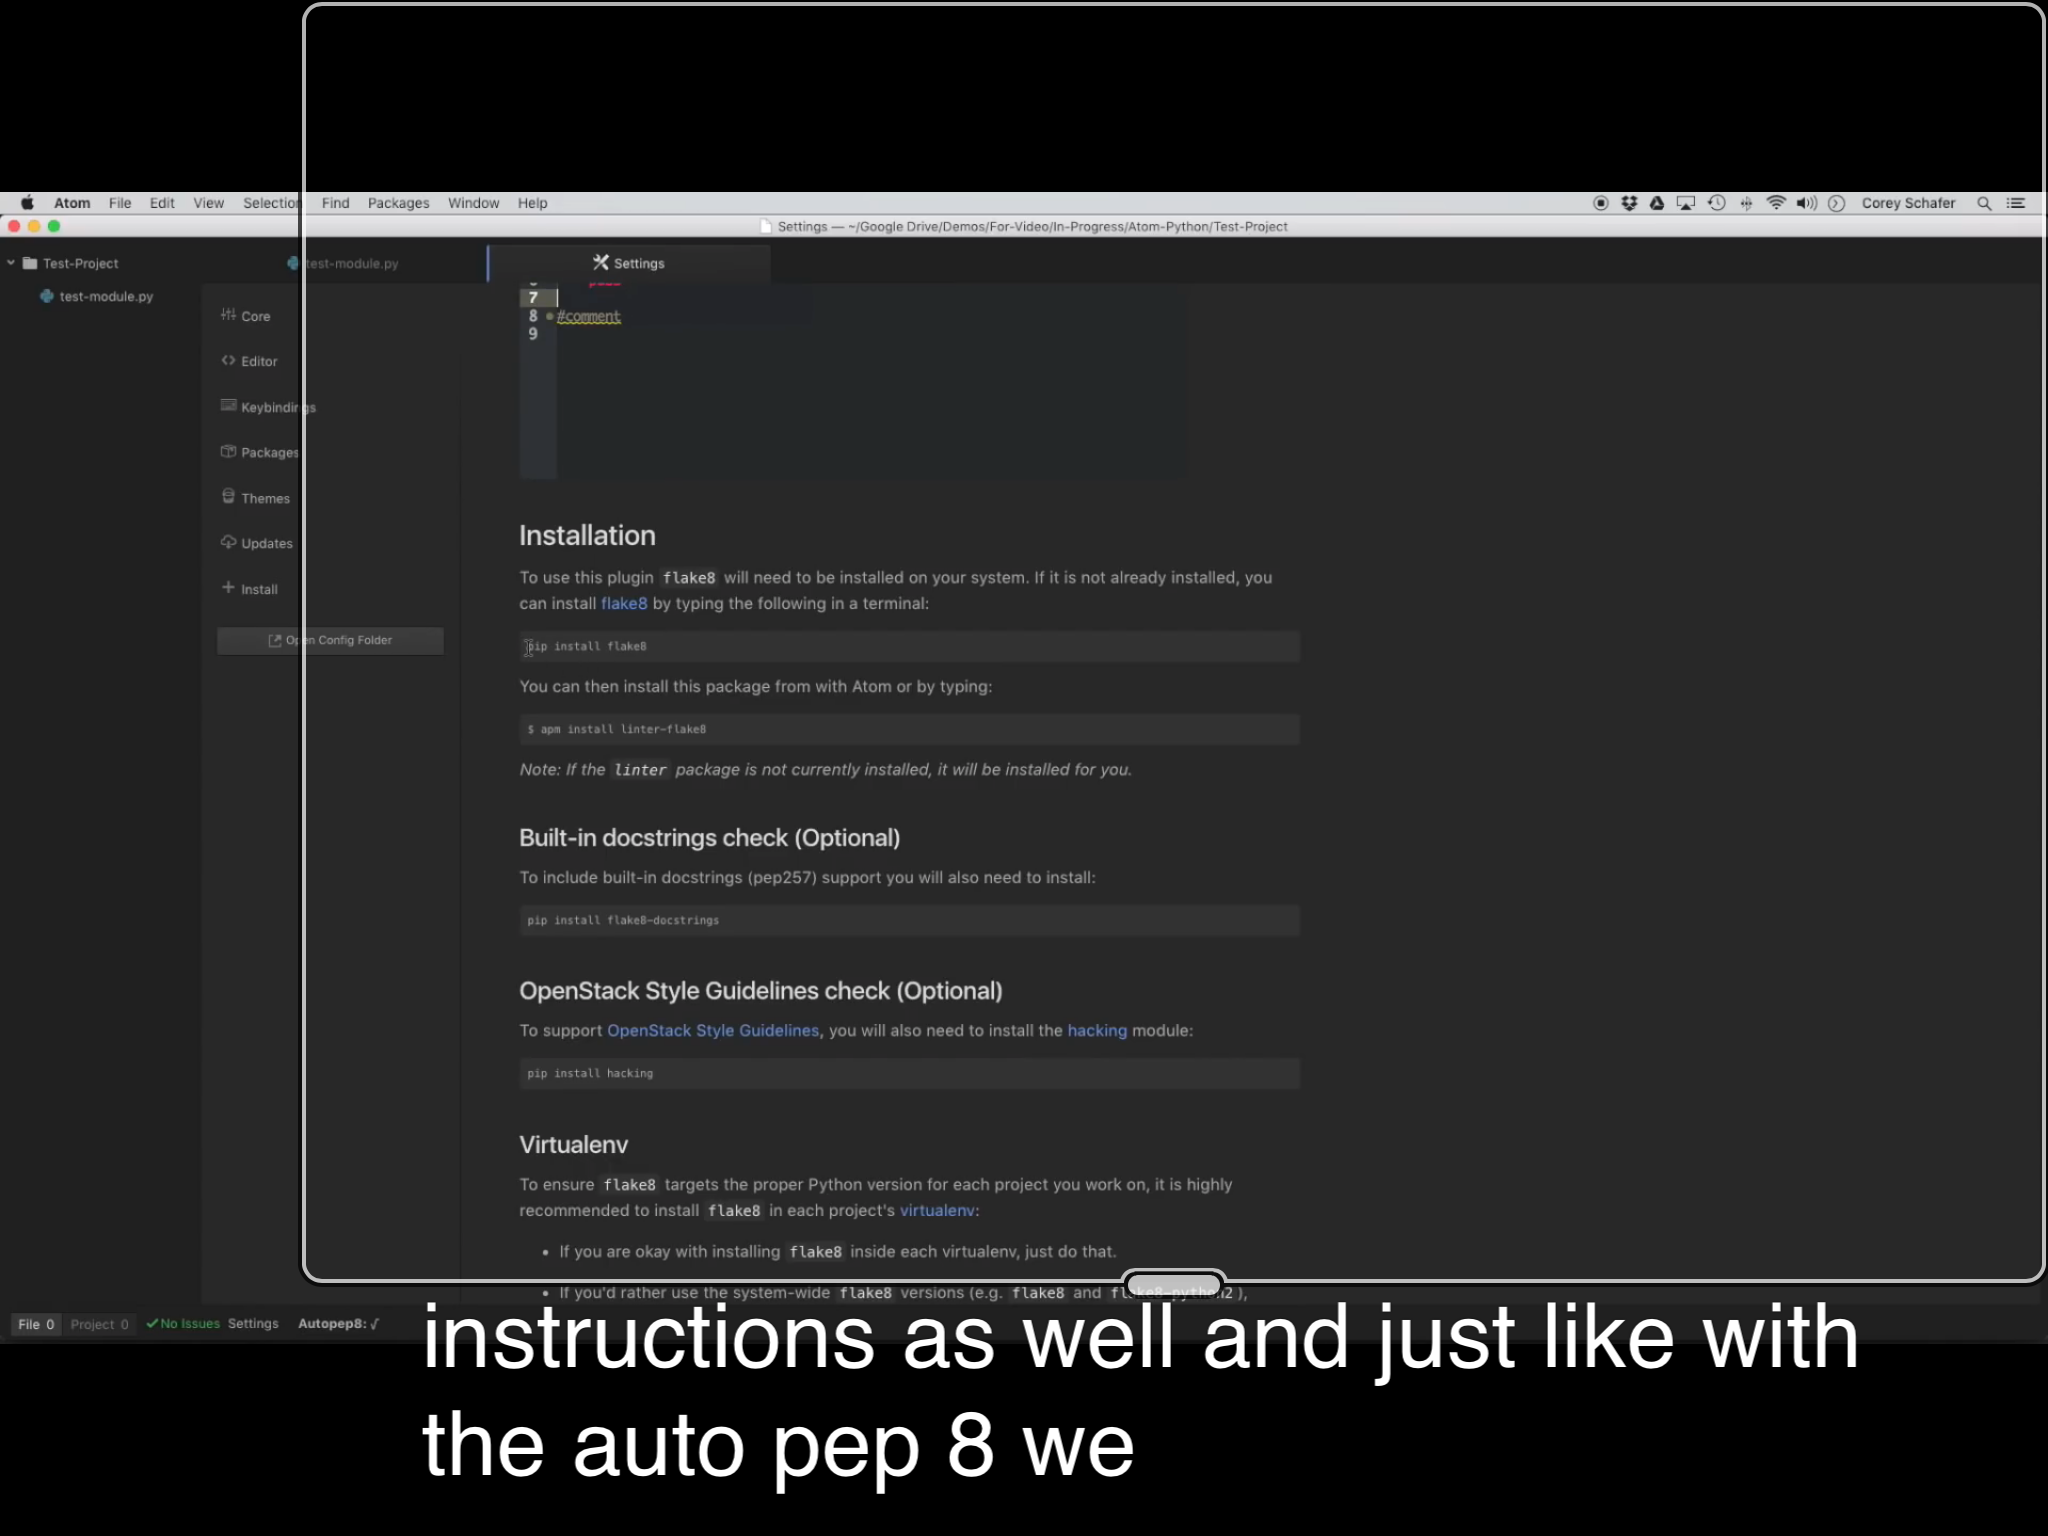 Atom File Edit View Selection Find Packages Window Help Corey Schafer
Settings — ~/Google Drive/Demos/For-Video/In-Progress/Atom-Python/Test-Project
Test-Project
test-module.py
test-module.py
Settings
Core
Editor
Keybindings
Packages
Themes
Updates
Install
Open Config Folder
7
8 #comment
9
Installation
To use this plugin flake8 will need to be installed on your system. If it is not already installed, you
can install flake8 by typing the following in a terminal:
pip install flake8
You can then install this package from with Atom or by typing:
$ apm install linter-flake8
Note: If the linter package is not currently installed, it will be installed for you.
Built-in docstrings check (Optional)
To include built-in docstrings (pep257) support you will also need to install:
pip install flake8-docstrings
OpenStack Style Guidelines check (Optional)
To support OpenStack Style Guidelines, you will also need to install the hacking module:
pip install hacking
Virtualenv
To ensure flake8 targets the proper Python version for each project you work on, it is highly
recommended to install flake8 in each project's virtualenv:
• If you are okay with installing flake8 inside each virtualenv, just do that.
• If you'd rather use the system-wide flake8 versions (e.g. flake8 and flake8-python2),
File 0 Project 0 No Issues Settings Autopep8: √
instructions as well and just like with
the auto pep 8 we